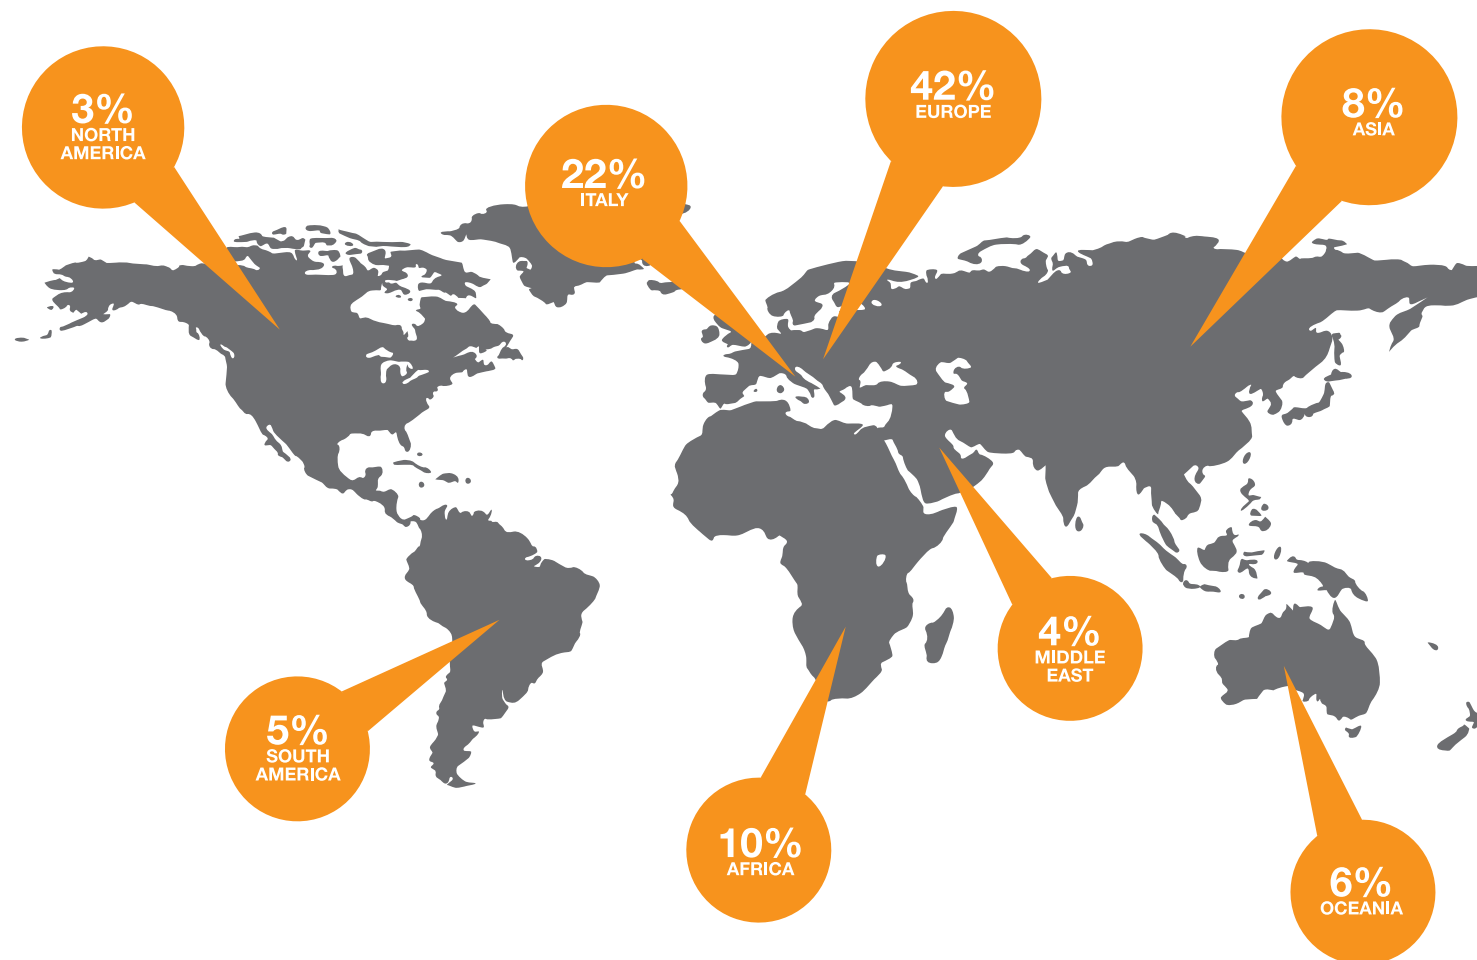 3%
NORTH
AMERICA
22%
ITALY
42%
EUROPE
8%
ASIA
5%
SOUTH
AMERICA
10%
AFRICA
4%
MIDDLE
EAST
6%
OCEANIA